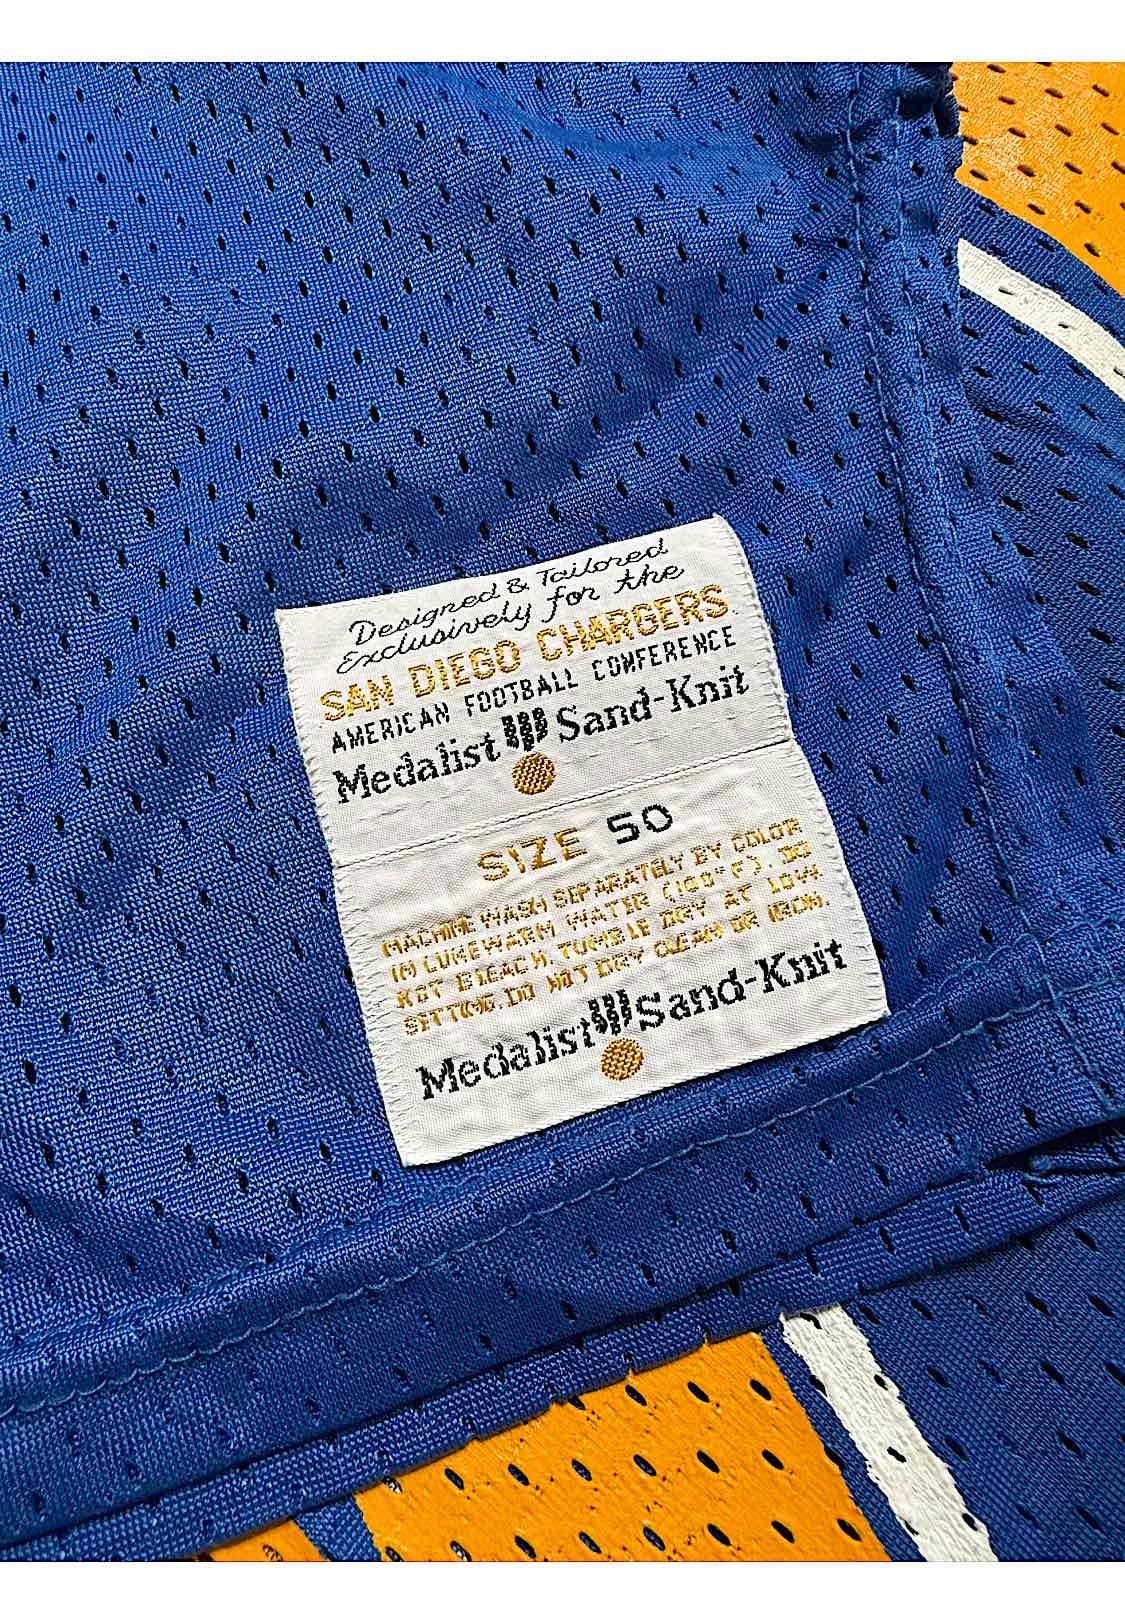 Designed & Tailored
Exclusively for the
SAN DIEGO CHARGERS
AMERICAN FOOTBALL CONFERENCE
Medalist Sand-Knit
SIZE 50
MACHINE WASH SEPARATELY BY COLOR
IN LUKEWARM WATER (100°F). DO
NOT BLEACH. TUMBLE DRY AT LOW
SETTING. DO NOT DRY CLEAN OR IRON.
Medalist Sand-Knit